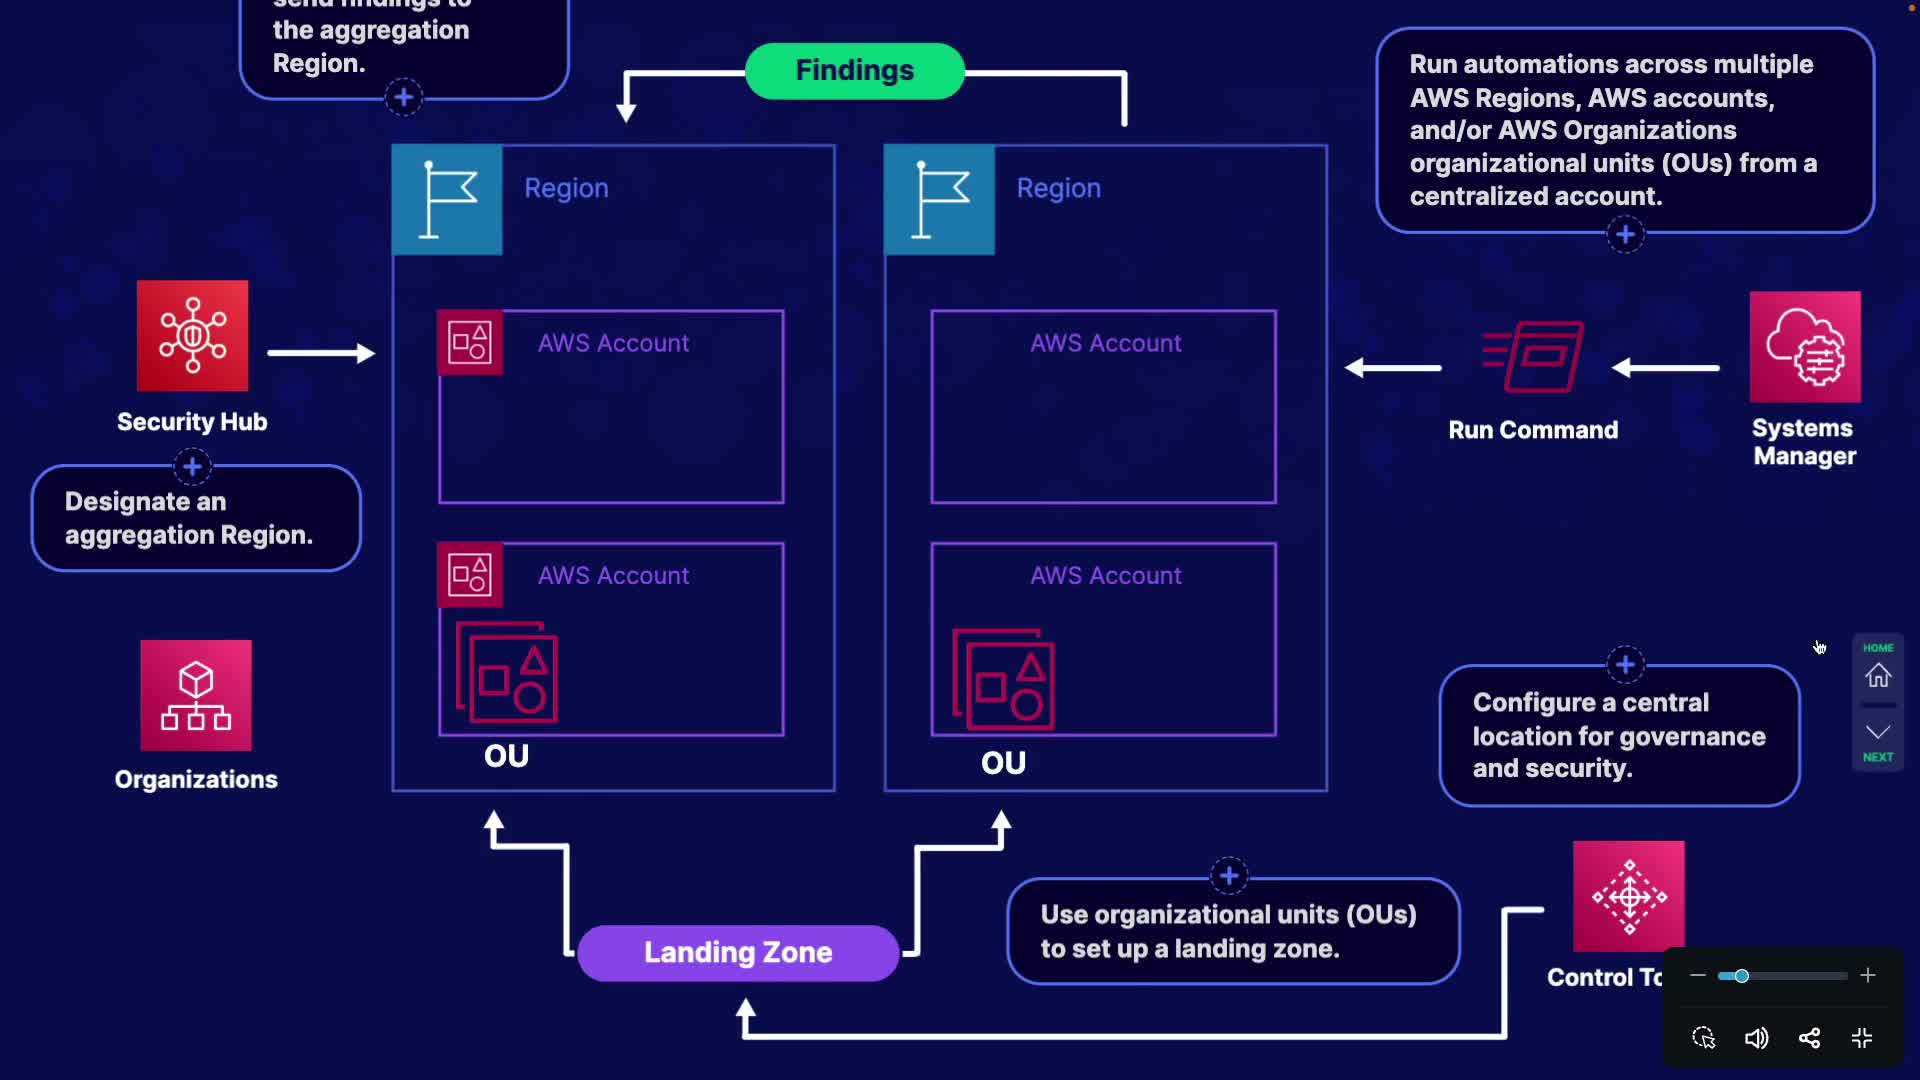 send findings to
the aggregation
Region.
Findings
Run automations across multiple
AWS Regions, AWS accounts,
and/or AWS Organizations
organizational units (OUs) from a
centralized account.
Region
Region
AWS Account
AWS Account
Security Hub
Run Command
Systems
Manager
Designate an
aggregation Region.
AWS Account
AWS Account
OU
OU
Organizations
HOME
NEXT
Configure a central
location for governance
and security.
Use organizational units (OUs)
to set up a landing zone.
Landing Zone
Control To